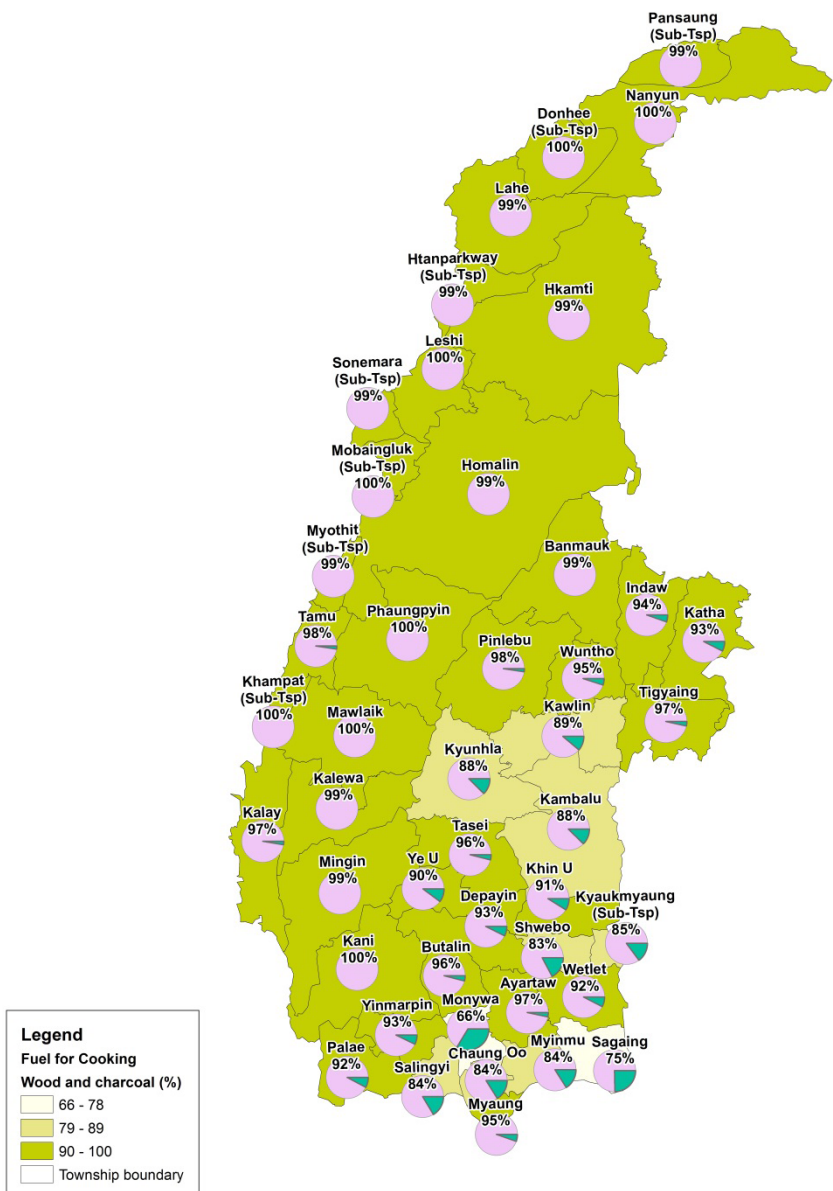 Pansaung
(Sub-Tsp)
99%
Nanyun
100%
Donhee
(Sub-Tsp)
100%
Lahe
99%
Htanparkway
(Sub-Tsp)
99%
Hkamti
99%
Leshi
100%
Sonemara
(Sub-Tsp)
99%
Mobaingluk
(Sub-Tsp)
100%
Homalin
99%
Myothit
(Sub-Tsp)
99%
Banmauk
99%
Indaw
94%
Katha
93%
Tamu
98%
Phaungpyin
100%
Pinlebu
98%
Wuntho
95%
Tigyaing
97%
Khampat
(Sub-Tsp)
100%
Mawlaik
100%
Kawlin
89%
Kyunhla
88%
Kalewa
99%
Kambalu
88%
Kalay
97%
Tasei
96%
Mingin
99%
Ye U
90%
Khin U
91%
Kyaukmyaung
(Sub-Tsp)
85%
Depayin
93%
Shwebo
83%
Kani
100%
Butalin
96%
Wetlet
92%
Ayartaw
97%
Monywa
66%
Yinmarpin
93%
Palae
92%
Salingyi
84%
Chaung Oo
84%
Myinmu
84%
Sagaing
75%
Myaung
95%
Legend
Fuel for Cooking
Wood and charcoal (%)
66 - 78
79 - 89
90 - 100
Township boundary